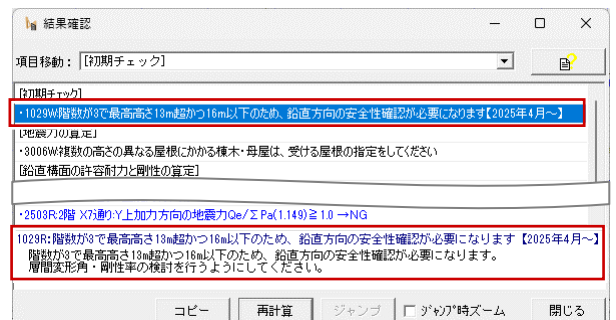 結果確認
項目移動： [初期チェック]
[初期チェック]
・1029W:階数が3で最高高さ13m超かつ16m以下のため、鉛直方向の安全性確認が必要になります【2025年4月～】
[地震力の算定]
・3006W:複数の高さの異なる屋根にかかる棟木・母屋は、受ける屋根の指定をしてください
[鉛直構面の許容耐力と剛性の算定]
・2503R:2階 X7通り:Y上加力方向の地震力Qe/ΣPa(1.149)≧1.0 →NG
1029R:階数が3で最高高さ13m超かつ16m以下のため、鉛直方向の安全性確認が必要になります【2025年4月～】
階数が3で最高高さ13m超かつ16m以下のため、鉛直方向の安全性確認が必要になります。
層間変形角・剛性率の検討を行うようにしてください。
コピー 再計算 ジャンプ ジャンプ時ズーム 閉じる